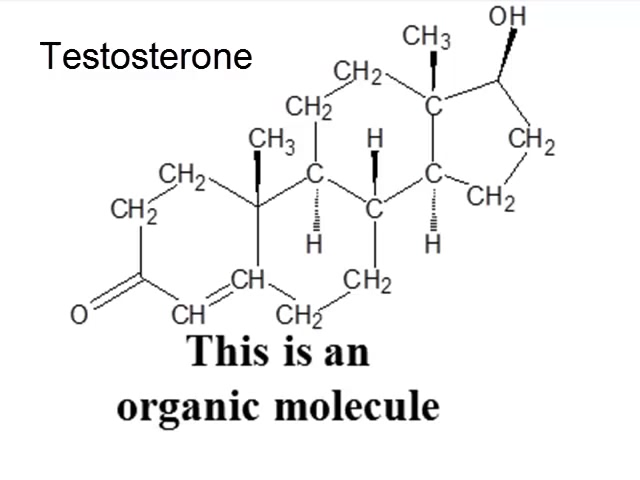 OH
CH3
Testosterone
CH2
C
CH2
CH3
H
CH2
CH2
C
C
CH2
CH2
C
H
H
CH
CH2
O
CH
CH2
This is an
organic molecule